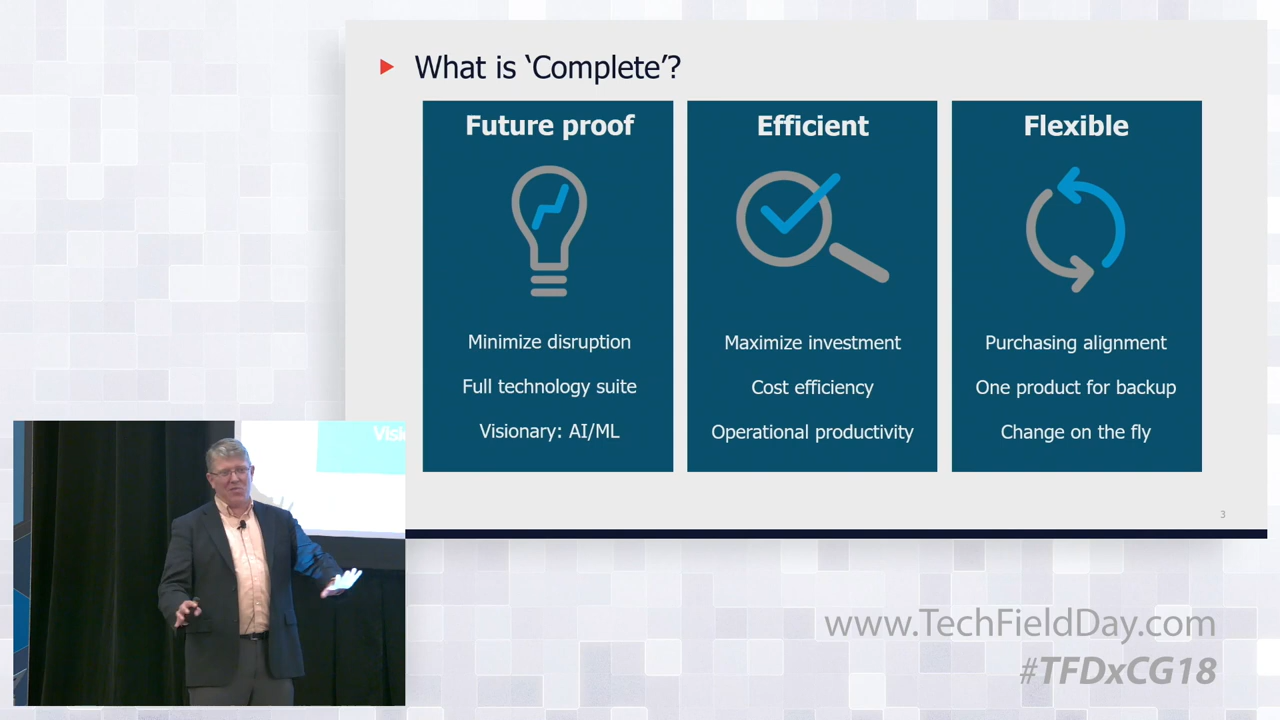 What is ‘Complete’?
Future proof
Minimize disruption
Full technology suite
Visionary: AI/ML
Efficient
Maximize investment
Cost efficiency
Operational productivity
Flexible
Purchasing alignment
One product for backup
Change on the fly
3
www.TechFieldDay.com
#TFDxCG18